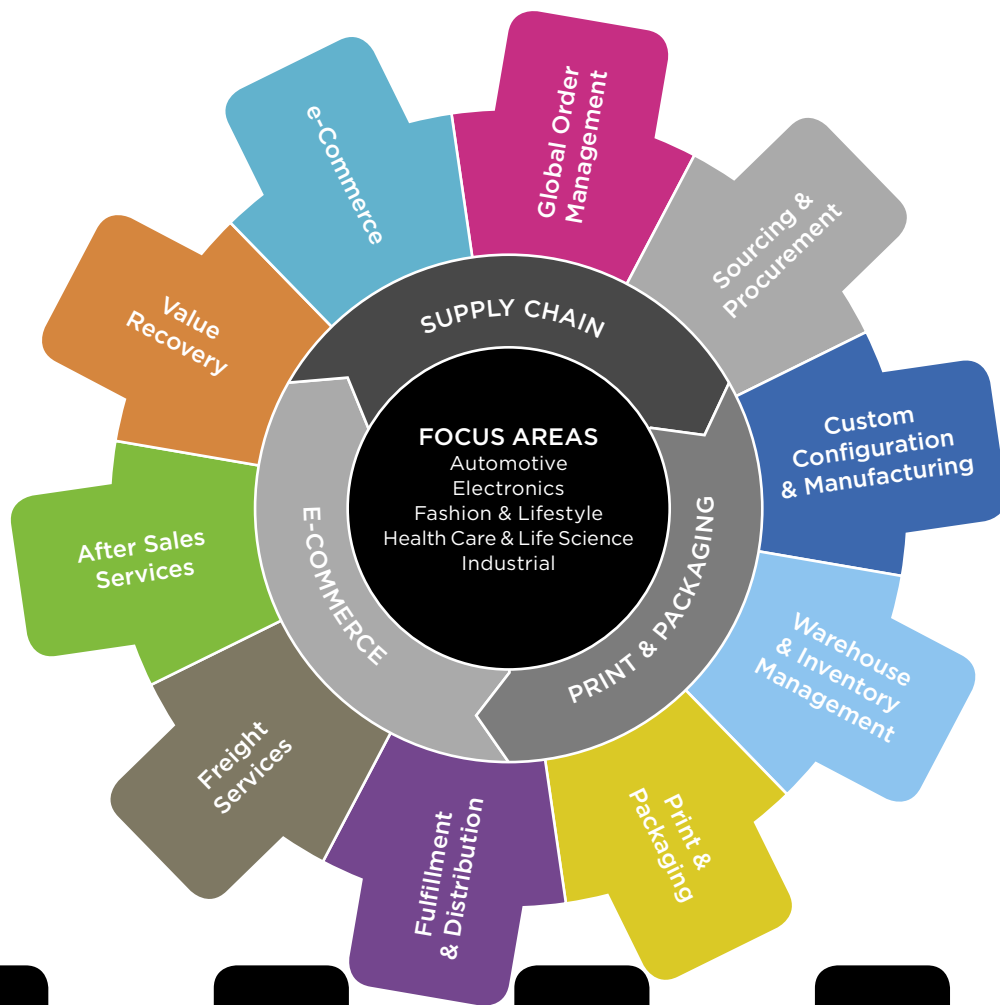 e-Commerce
Global Order
Management
Sourcing &
Procurement
Custom
Configuration
& Manufacturing
Warehouse
& Inventory
Management
Print &
Packaging
Fulfillment
& Distribution
Freight
Services
After Sales
Services
Value
Recovery
SUPPLY CHAIN
PRINT & PACKAGING
E-COMMERCE
FOCUS AREAS
Automotive
Electronics
Fashion & Lifestyle
Health Care & Life Science
Industrial